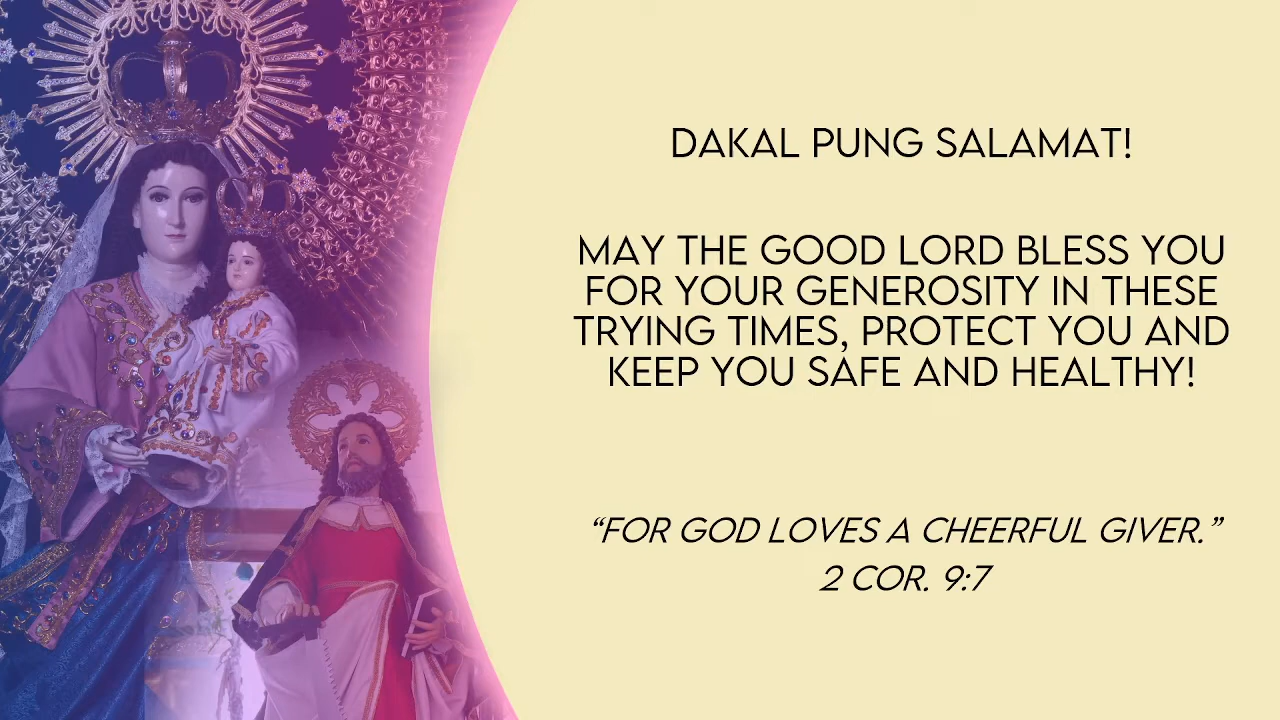 DAKAL PUNG SALAMAT!
MAY THE GOOD LORD BLESS YOU
FOR YOUR GENEROSITY IN THESE
TRYING TIMES, PROTECT YOU AND
KEEP YOU SAFE AND HEALTHY!
“FOR GOD LOVES A CHEERFUL GIVER.”
2 COR. 9:7